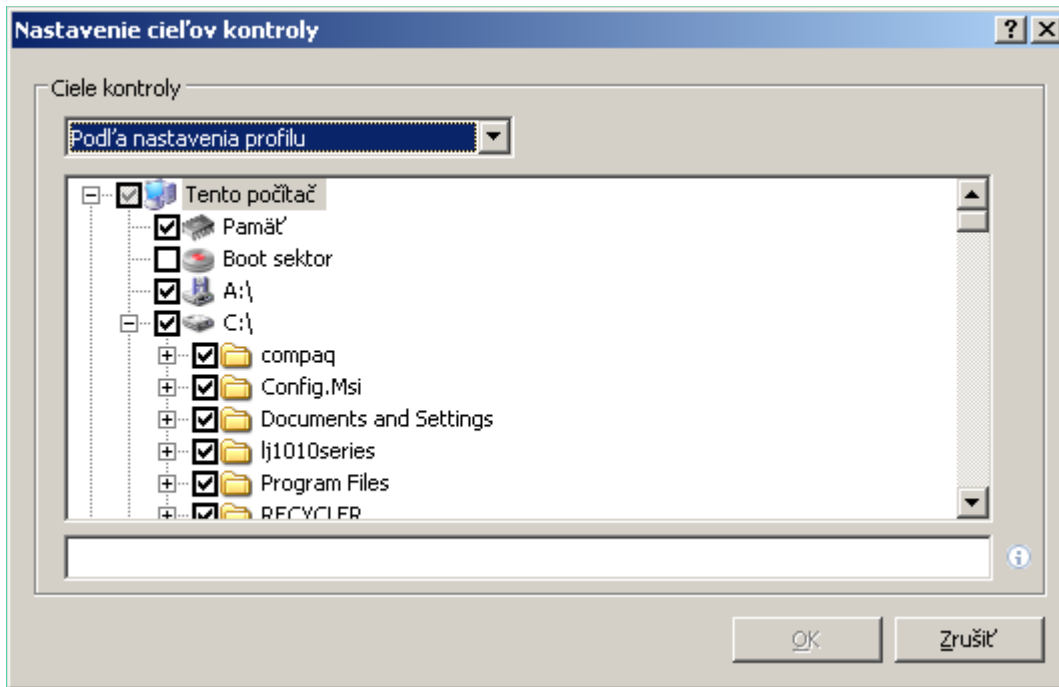 Nastavenie cieľov kontroly
Ciele kontroly
Podľa nastavenia profilu
Tento počítač
Pamäť
Boot sektor
A:\
C:\
compaq
Config.Msi
Documents and Settings
lj1010series
Program Files
RECYCLER
OK
Zrušiť